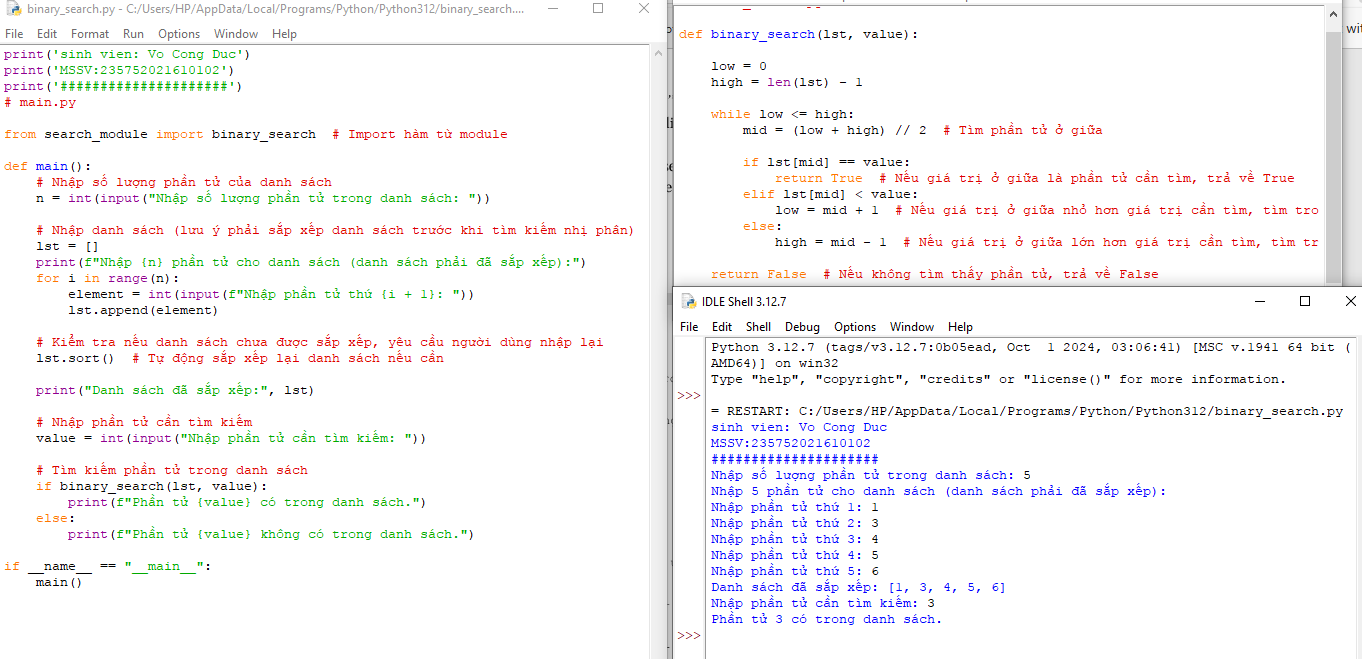 binary_search.py - C:/Users/HP/AppData/Local/Programs/Python/Python312/binary_search....
File Edit Format Run Options Window Help
print('sinh vien: Vo Cong Duc')
print('MSSV:235752021610102')
print('#####################')
# main.py
from search_module import binary_search  # Import hàm từ module
def main():
    # Nhập số lượng phần tử của danh sách
    n = int(input("Nhập số lượng phần tử trong danh sách: "))
    # Nhập danh sách (lưu ý phải sắp xếp danh sách trước khi tìm kiếm nhị phân)
    lst = []
    print(f"Nhập {n} phần tử cho danh sách (danh sách phải đã sắp xếp):")
    for i in range(n):
        element = int(input(f"Nhập phần tử thứ {i + 1}: "))
        lst.append(element)
    # Kiểm tra nếu danh sách chưa được sắp xếp, yêu cầu người dùng nhập lại
    lst.sort()  # Tự động sắp xếp lại danh sách nếu cần
    print("Danh sách đã sắp xếp:", lst)
    # Nhập phần tử cần tìm kiếm
    value = int(input("Nhập phần tử cần tìm kiếm: "))
    # Tìm kiếm phần tử trong danh sách
    if binary_search(lst, value):
        print(f"Phần tử {value} có trong danh sách.")
    else:
        print(f"Phần tử {value} không có trong danh sách.")
if __name__ == "__main__":
    main()
def binary_search(lst, value):
    low = 0
    high = len(lst) - 1
    while low <= high:
        mid = (low + high) // 2  # Tìm phần tử ở giữa
        if lst[mid] == value:
            return True  # Nếu giá trị ở giữa là phần tử cần tìm, trả về True
        elif lst[mid] < value:
            low = mid + 1  # Nếu giá trị ở giữa nhỏ hơn giá trị cần tìm, tìm tro
        else:
            high = mid - 1  # Nếu giá trị ở giữa lớn hơn giá trị cần tìm, tìm tr
    return False  # Nếu không tìm thấy phần tử, trả về False
wit
IDLE Shell 3.12.7
File Edit Shell Debug Options Window Help
Python 3.12.7 (tags/v3.12.7:0b05ead, Oct  1 2024, 03:06:41) [MSC v.1941 64 bit (
AMD64)] on win32
Type "help", "copyright", "credits" or "license()" for more information.
>>>
= RESTART: C:/Users/HP/AppData/Local/Programs/Python/Python312/binary_search.py
sinh vien: Vo Cong Duc
MSSV:235752021610102
#####################
Nhập số lượng phần tử trong danh sách: 5
Nhập 5 phần tử cho danh sách (danh sách phải đã sắp xếp):
Nhập phần tử thứ 1: 1
Nhập phần tử thứ 2: 3
Nhập phần tử thứ 3: 4
Nhập phần tử thứ 4: 5
Nhập phần tử thứ 5: 6
Danh sách đã sắp xếp: [1, 3, 4, 5, 6]
Nhập phần tử cần tìm kiếm: 3
Phần tử 3 có trong danh sách.
>>>